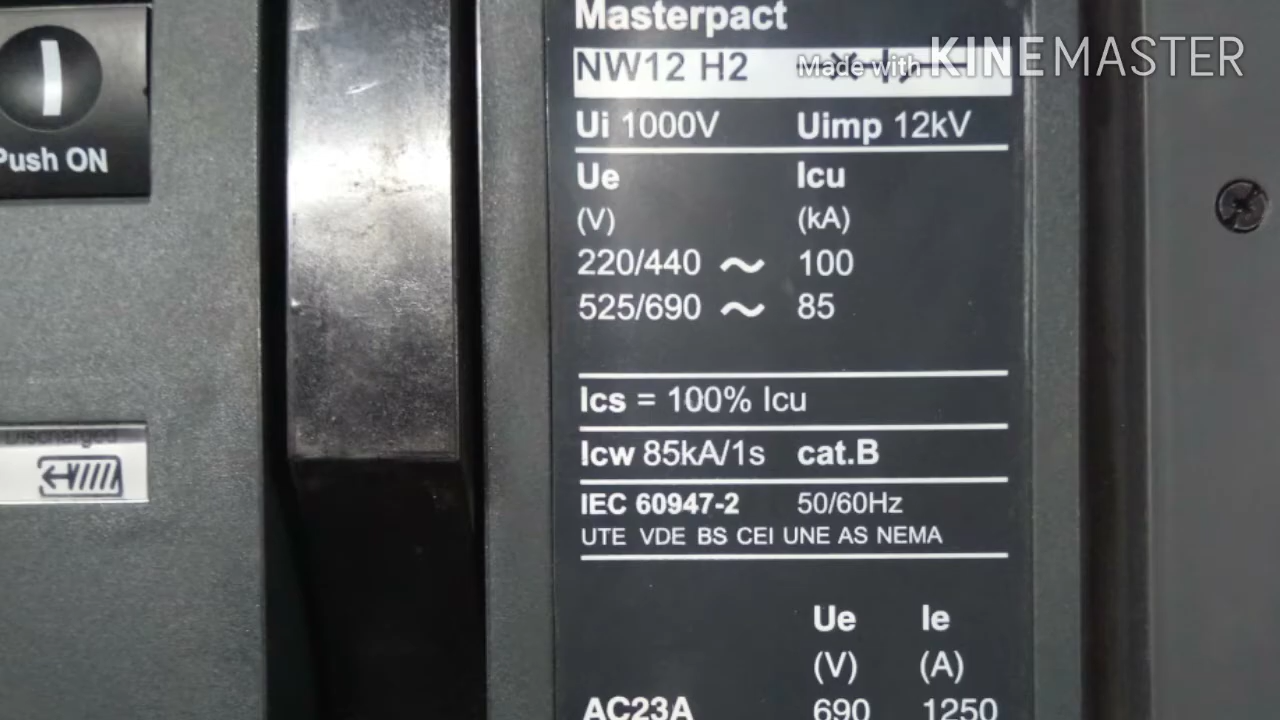 Push ON
Discharged
Masterpact
NW12 H2
Made with KINEMASTER
Ui 1000V Uimp 12kV
Ue Icu
(V) (kA)
220/440 ~ 100
525/690 ~ 85
Ics = 100% Icu
Icw 85kA/1s cat.B
IEC 60947-2 50/60Hz
UTE VDE BS CEI UNE AS NEMA
Ue Ie
(V) (A)
AC23A 690 1250